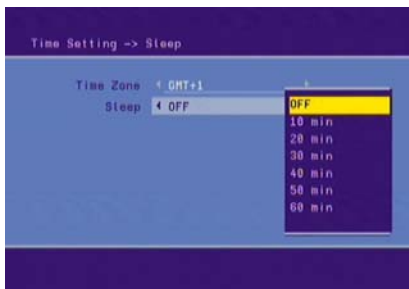 Time Setting -> Sleep
Time Zone GMT+1
Sleep OFF
OFF
10 min
20 min
30 min
40 min
50 min
60 min